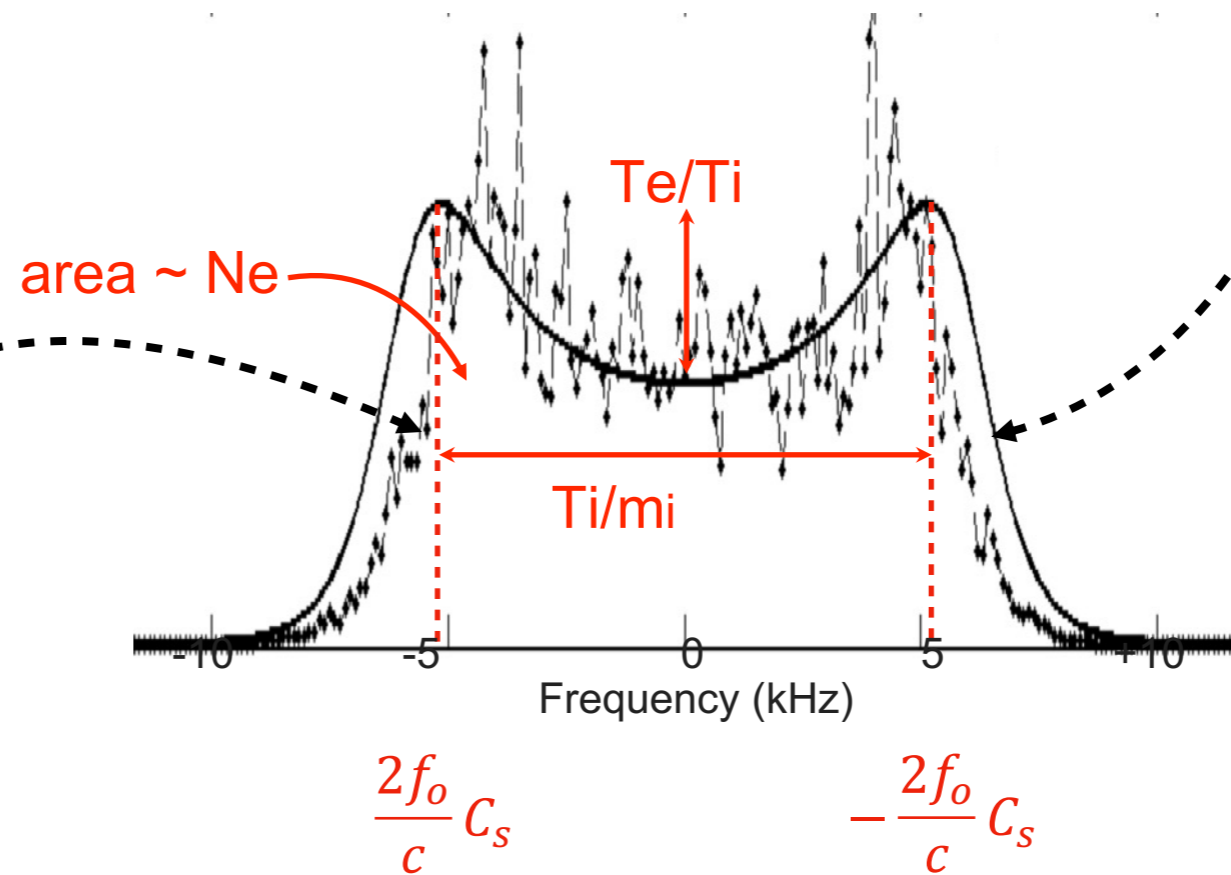 Te/Ti
area ~ Ne
Ti/mi
-10 -5 0 5 +10
Frequency (kHz)
2f_o/c C_s
− 2f_o/c C_s